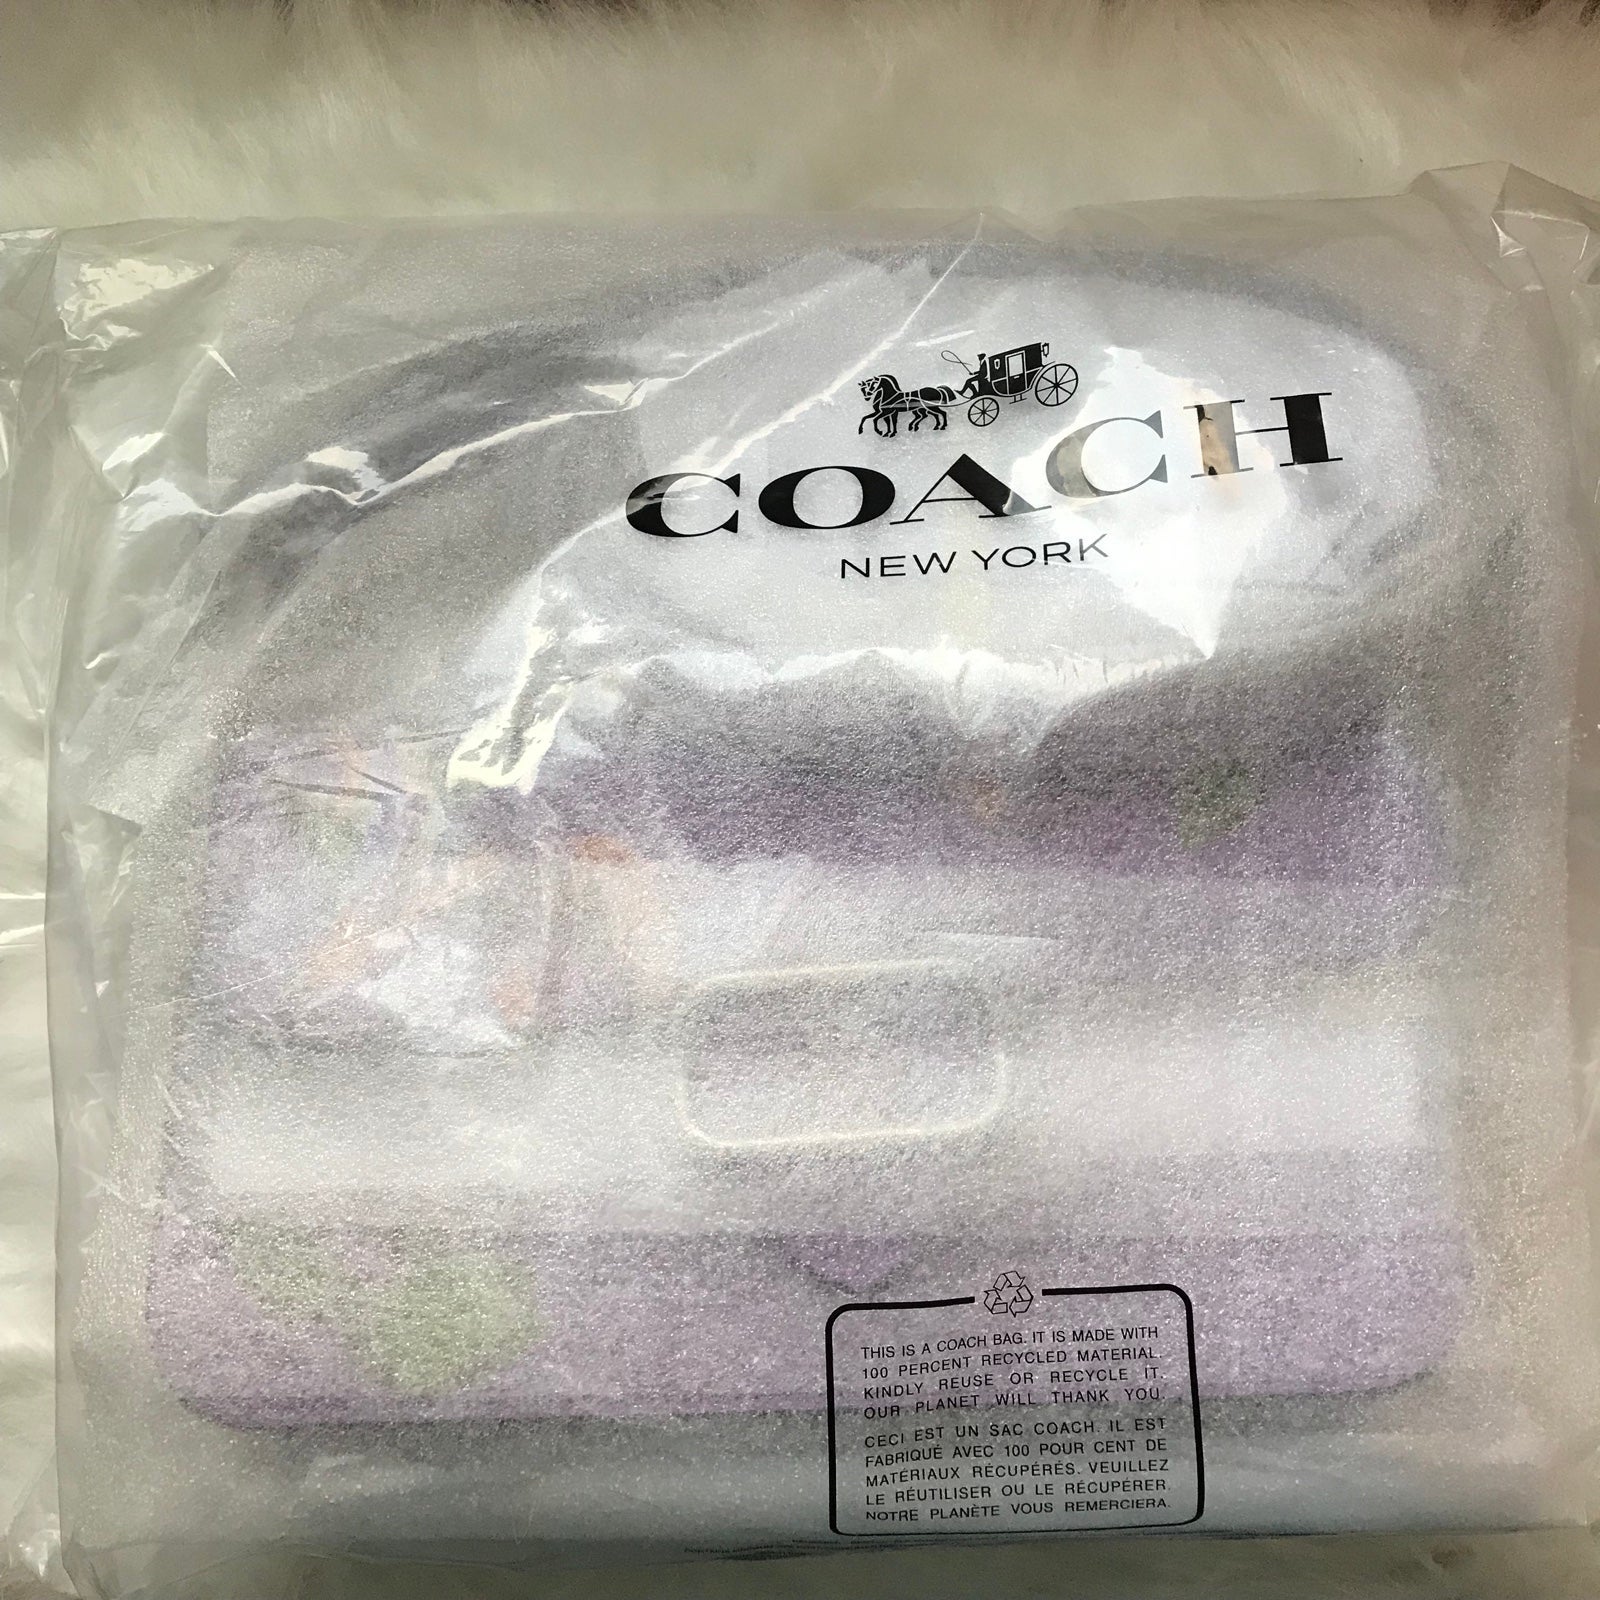 COACH
NEW YORK
THIS IS A COACH BAG. IT IS MADE WITH
100 PERCENT RECYCLED MATERIAL.
KINDLY REUSE OR RECYCLE IT.
OUR PLANET WILL THANK YOU.
CECI EST UN SAC COACH. IL EST
FABRIQUÉ AVEC 100 POUR CENT DE
MATÉRIAUX RÉCUPÉRÉS. VEUILLEZ
LE RÉUTILISER OU LE RÉCUPÉRER.
NOTRE PLANÈTE VOUS REMERCIERA.